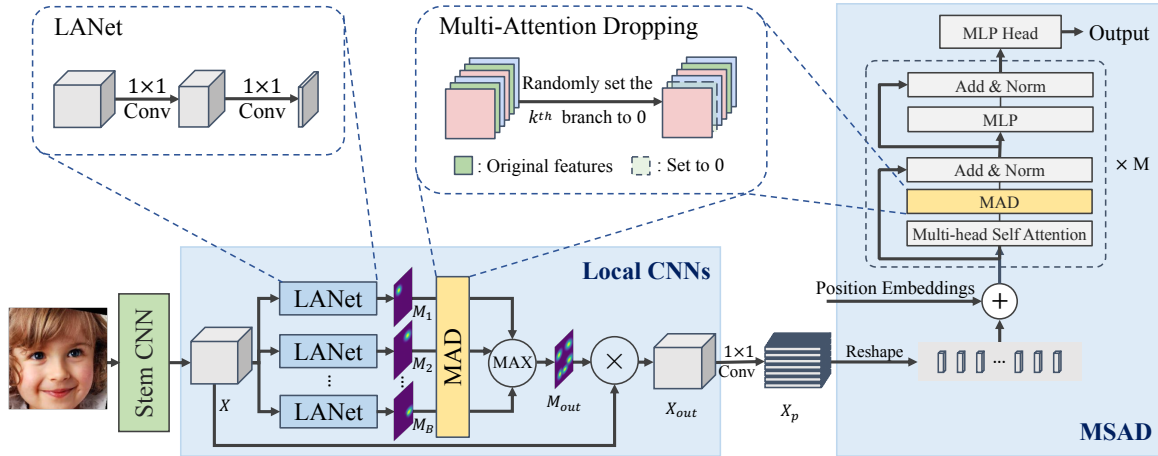 LANet
1×1
Conv
1×1
Conv
Multi-Attention Dropping
Randomly set the
kth branch to 0
: Original features
: Set to 0
MLP Head
Output
Add & Norm
MLP
Add & Norm
MAD
Multi-head Self Attention
× M
Position Embeddings
+
Reshape
...
MSAD
Local CNNs
Stem CNN
X
LANet
LANet
...
LANet
M1
M2
...
MB
MAD
MAX
Mout
×
Xout
1×1
Conv
Xp